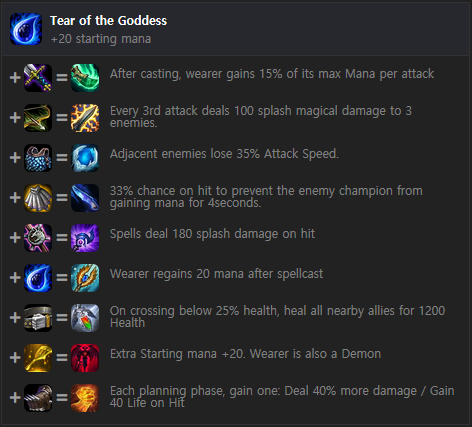 Tear of the Goddess
+20 starting mana
+ = After casting, wearer gains 15% of its max Mana per attack
+ = Every 3rd attack deals 100 splash magical damage to 3
enemies.
+ = Adjacent enemies lose 35% Attack Speed.
+ = 33% chance on hit to prevent the enemy champion from
gaining mana for 4seconds.
+ = Spells deal 180 splash damage on hit
+ = Wearer regains 20 mana after spellcast
+ = On crossing below 25% health, heal all nearby allies for 1200
Health
+ = Extra Starting mana +20. Wearer is also a Demon
+ = Each planning phase, gain one: Deal 40% more damage / Gain
40 Life on Hit